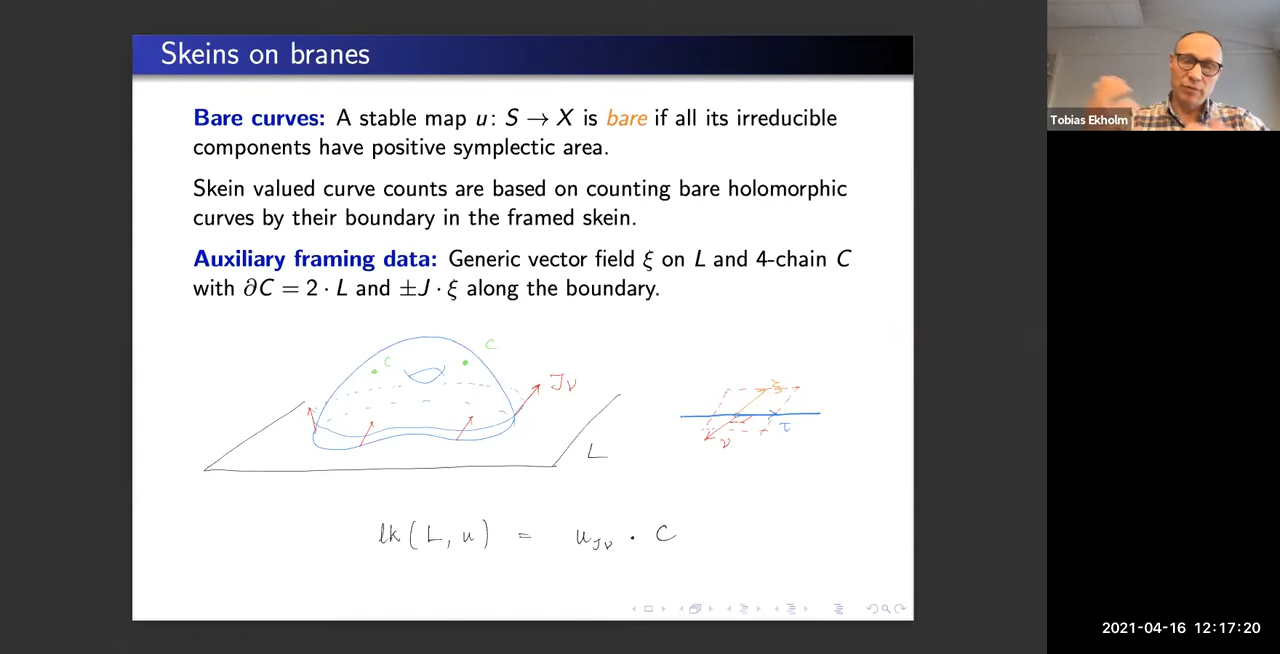 Skeins on branes
Bare curves: A stable map u: S → X is bare if all its irreducible
components have positive symplectic area.
Skein valued curve counts are based on counting bare holomorphic
curves by their boundary in the framed skein.
Auxiliary framing data: Generic vector field ξ on L and 4-chain C
with ∂C = 2 · L and ±J · ξ along the boundary.
C
C
Jν
L
ξ
τ
ν
lk(L, u) = u_{Jν} · C
Tobias Ekholm
2021-04-16 12:17:20